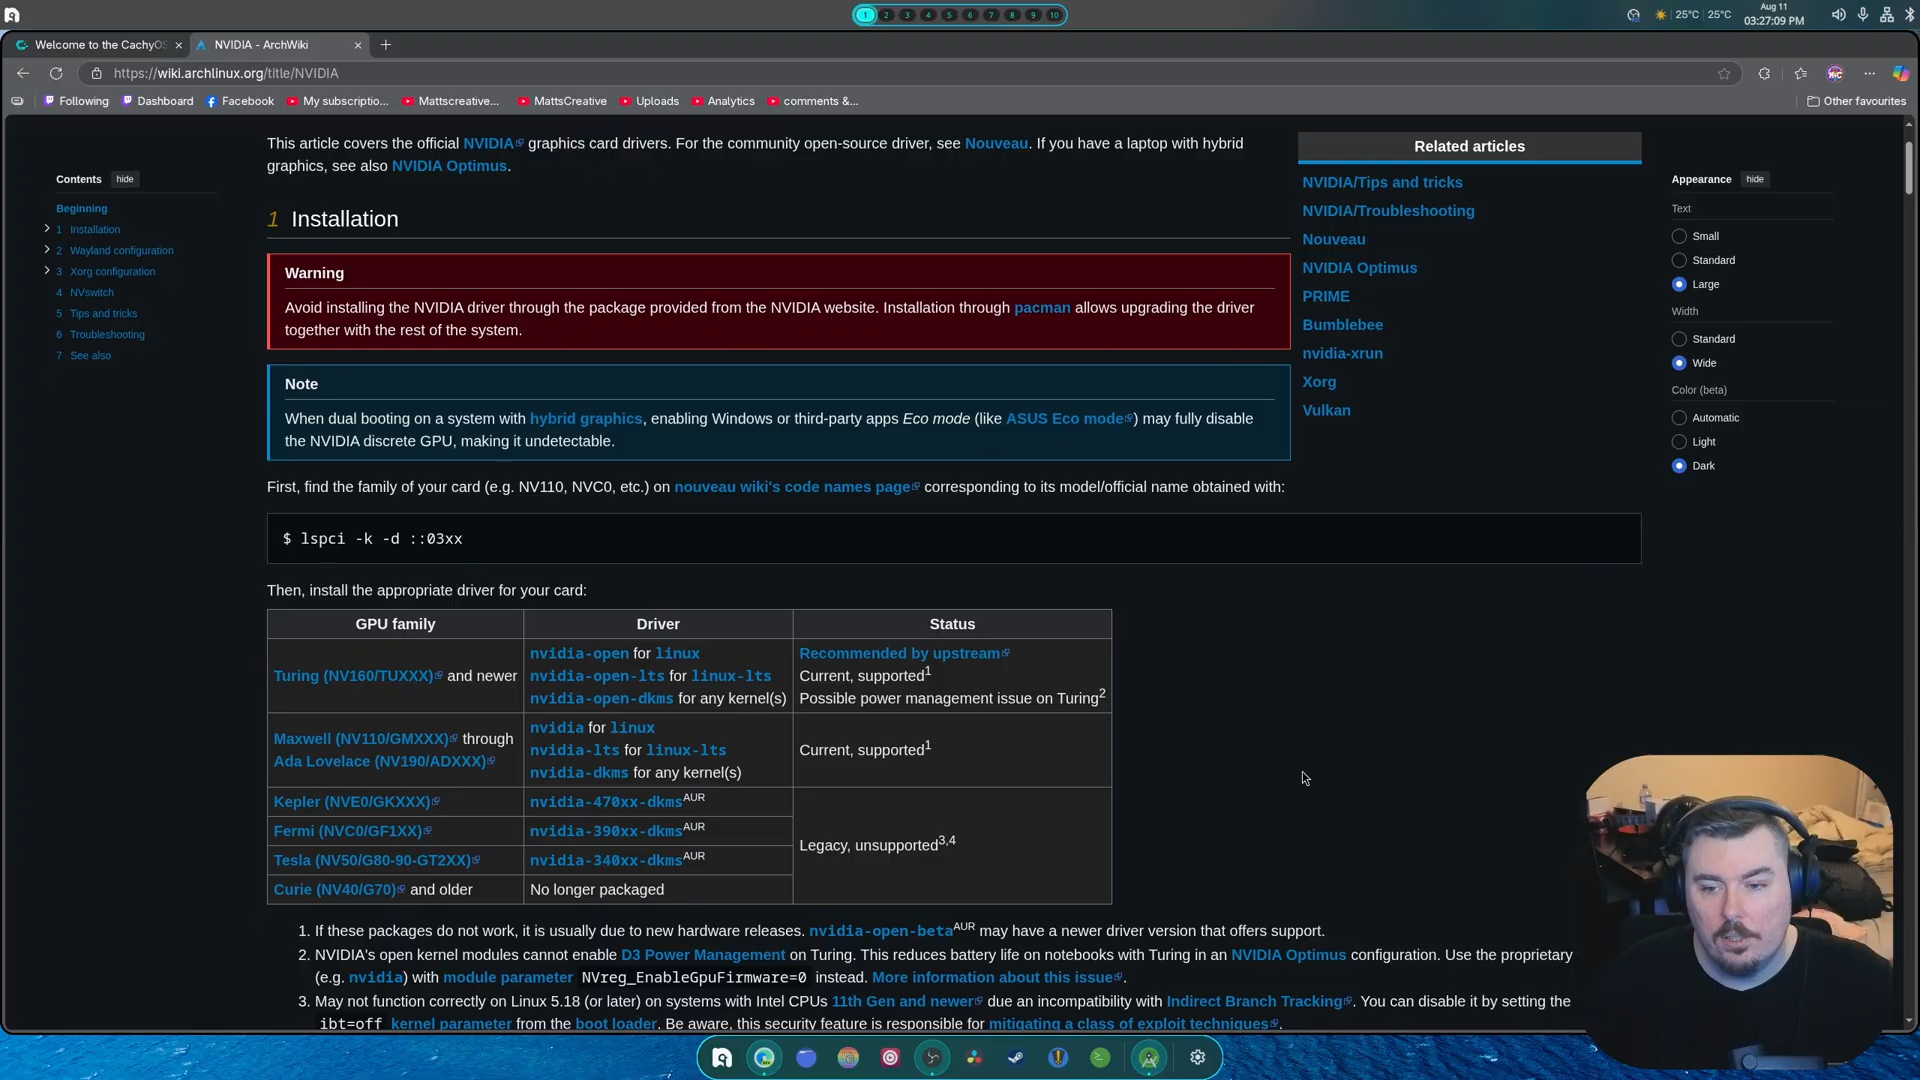 1 2 3 4 5 6 7 8 9 10
25°C 25°C
Aug 11
03:27:09 PM
Welcome to the CachyOS
NVIDIA - ArchWiki
https://wiki.archlinux.org/title/NVIDIA
Following
Dashboard
Facebook
My subscriptio...
Mattscreative...
MattsCreative
Uploads
Analytics
comments &...
Other favourites
Contents hide
Beginning
1 Installation
2 Wayland configuration
3 Xorg configuration
4 NVswitch
5 Tips and tricks
6 Troubleshooting
7 See also
This article covers the official NVIDIA graphics card drivers. For the community open-source driver, see Nouveau. If you have a laptop with hybrid
graphics, see also NVIDIA Optimus.
1 Installation
Warning
Avoid installing the NVIDIA driver through the package provided from the NVIDIA website. Installation through pacman allows upgrading the driver
together with the rest of the system.
Note
When dual booting on a system with hybrid graphics, enabling Windows or third-party apps Eco mode (like ASUS Eco mode) may fully disable
the NVIDIA discrete GPU, making it undetectable.
First, find the family of your card (e.g. NV110, NVC0, etc.) on nouveau wiki's code names page corresponding to its model/official name obtained with:
$ lspci -k -d ::03xx
Then, install the appropriate driver for your card:
GPU family Driver Status
Turing (NV160/TUXXX) and newer
nvidia-open for linux
nvidia-open-lts for linux-lts
nvidia-open-dkms for any kernel(s)
Recommended by upstream
Current, supported1
Possible power management issue on Turing2
Maxwell (NV110/GMXXX) through
Ada Lovelace (NV190/ADXXX)
nvidia for linux
nvidia-lts for linux-lts
nvidia-dkms for any kernel(s)
Current, supported1
Kepler (NVE0/GKXXX) nvidia-470xx-dkmsAUR
Fermi (NVC0/GF1XX) nvidia-390xx-dkmsAUR
Tesla (NV50/G80-90-GT2XX) nvidia-340xx-dkmsAUR
Curie (NV40/G70) and older No longer packaged
Legacy, unsupported3,4
1. If these packages do not work, it is usually due to new hardware releases. nvidia-open-betaAUR may have a newer driver version that offers support.
2. NVIDIA's open kernel modules cannot enable D3 Power Management on Turing. This reduces battery life on notebooks with Turing in an NVIDIA Optimus configuration. Use the proprietary
(e.g. nvidia) with module parameter NVreg_EnableGpuFirmware=0 instead. More information about this issue.
3. May not function correctly on Linux 5.18 (or later) on systems with Intel CPUs 11th Gen and newer due an incompatibility with Indirect Branch Tracking. You can disable it by setting the
ibt=off kernel parameter from the boot loader. Be aware, this security feature is responsible for mitigating a class of exploit techniques.
Related articles
NVIDIA/Tips and tricks
NVIDIA/Troubleshooting
Nouveau
NVIDIA Optimus
PRIME
Bumblebee
nvidia-xrun
Xorg
Vulkan
Appearance hide
Text
Small
Standard
Large
Width
Standard
Wide
Color (beta)
Automatic
Light
Dark